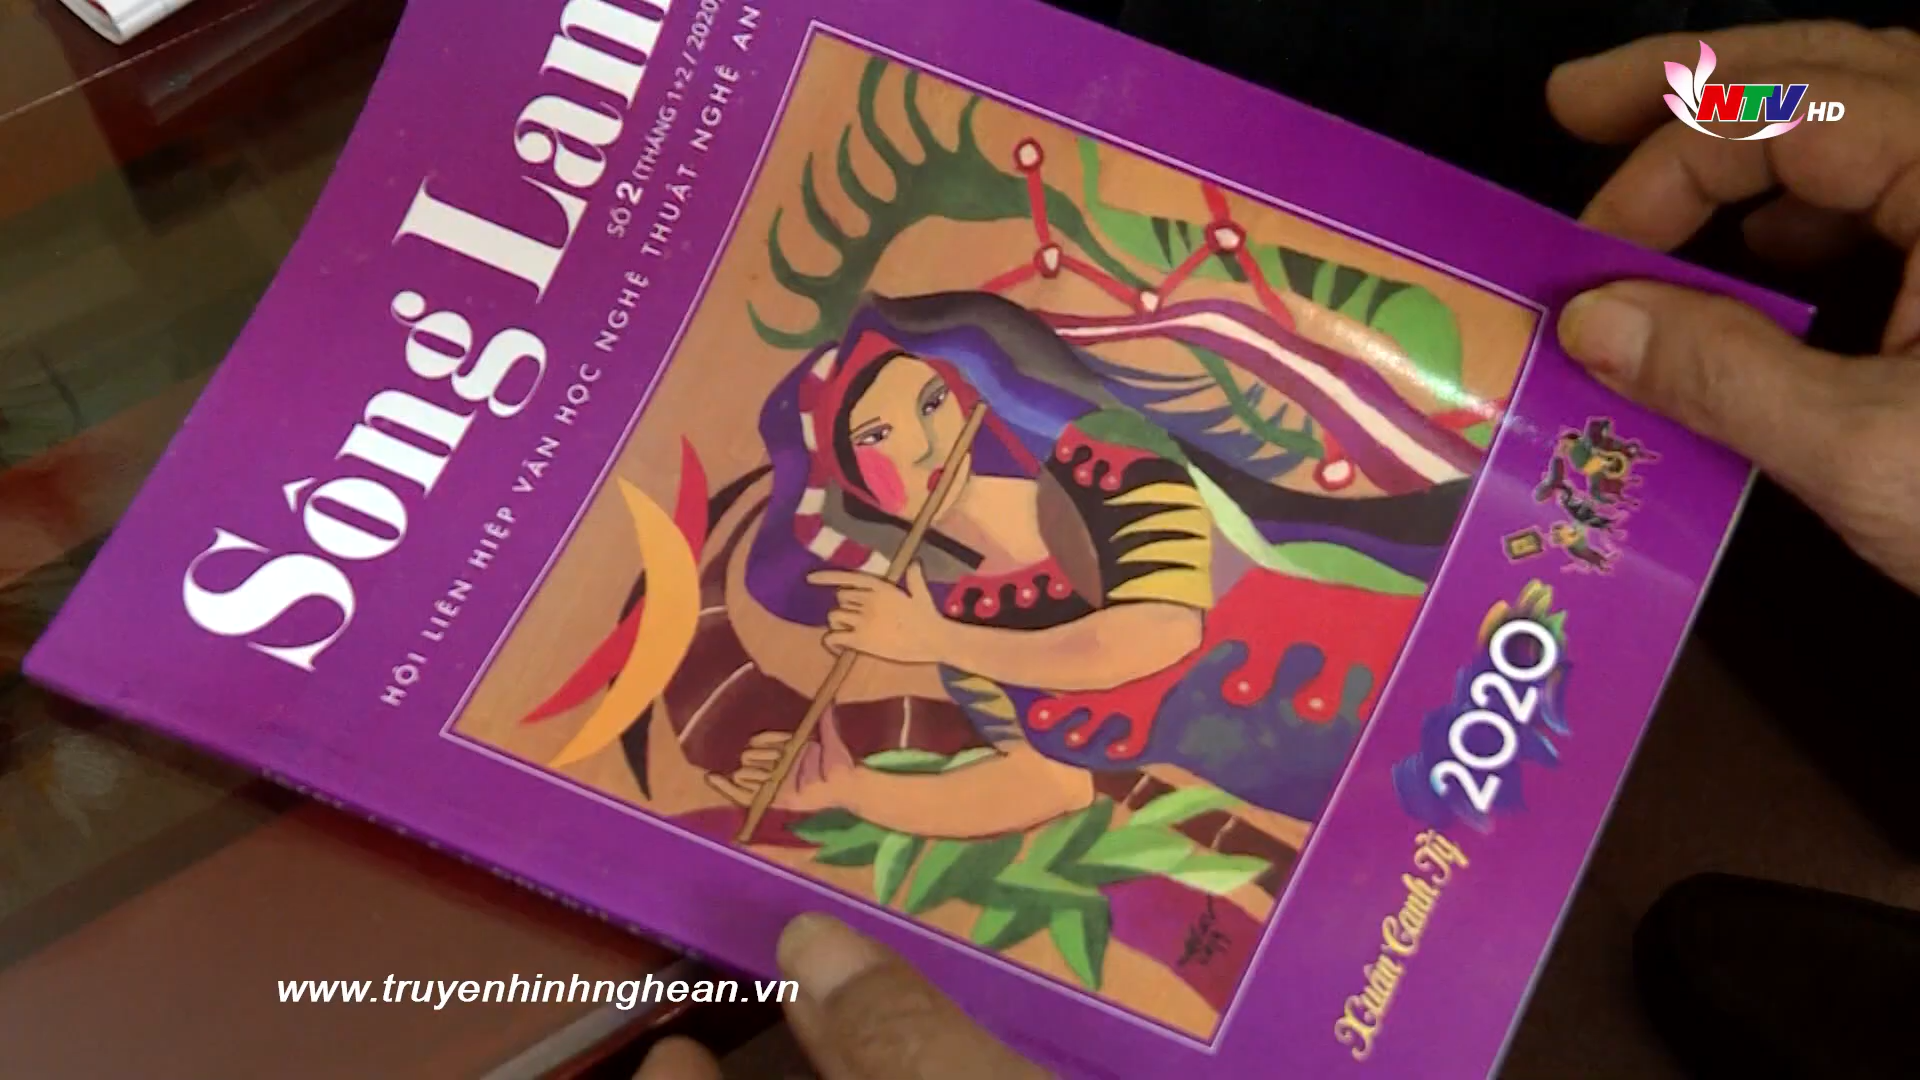 NTV HD
Sông Lam
SỐ 2 (THÁNG 1+2 / 2020)
HỘI LIÊN HIỆP VĂN HỌC NGHỆ THUẬT NGHỆ AN
2020
Xuân Canh Tý
www.truyenhinhnghean.vn